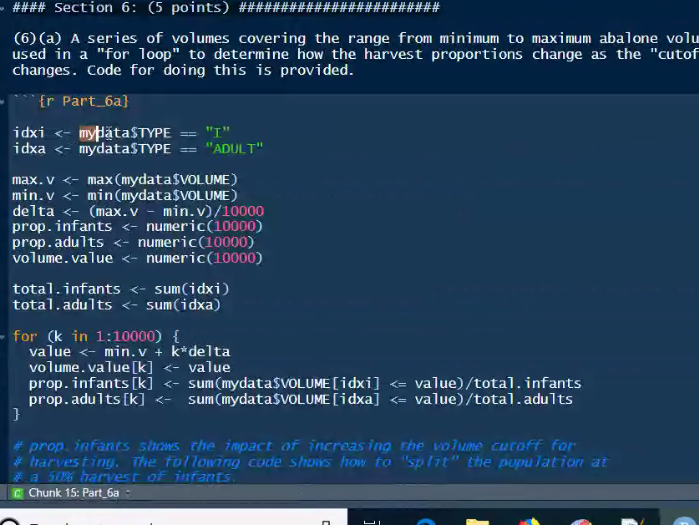 #### Section 6: (5 points) ########################
(6)(a) A series of volumes covering the range from minimum to maximum abalone volu
used in a "for loop" to determine how the harvest proportions change as the "cutof
changes. Code for doing this is provided.
```{r Part_6a}
idxi <- mydata$TYPE == "I"
idxa <- mydata$TYPE == "ADULT"
max.v <- max(mydata$VOLUME)
min.v <- min(mydata$VOLUME)
delta <- (max.v - min.v)/10000
prop.infants <- numeric(10000)
prop.adults <- numeric(10000)
volume.value <- numeric(10000)
total.infants <- sum(idxi)
total.adults <- sum(idxa)
for (k in 1:10000) {
value <- min.v + k*delta
volume.value[k] <- value
prop.infants[k] <- sum(mydata$VOLUME[idxi] <= value)/total.infants
prop.adults[k] <- sum(mydata$VOLUME[idxa] <= value)/total.adults
}
# prop.infants shows the impact of increasing the volume cutoff for
# harvesting. The following code shows how to "split" the population at
# a 50% harvest of infants.
C Chunk 15: Part_6a